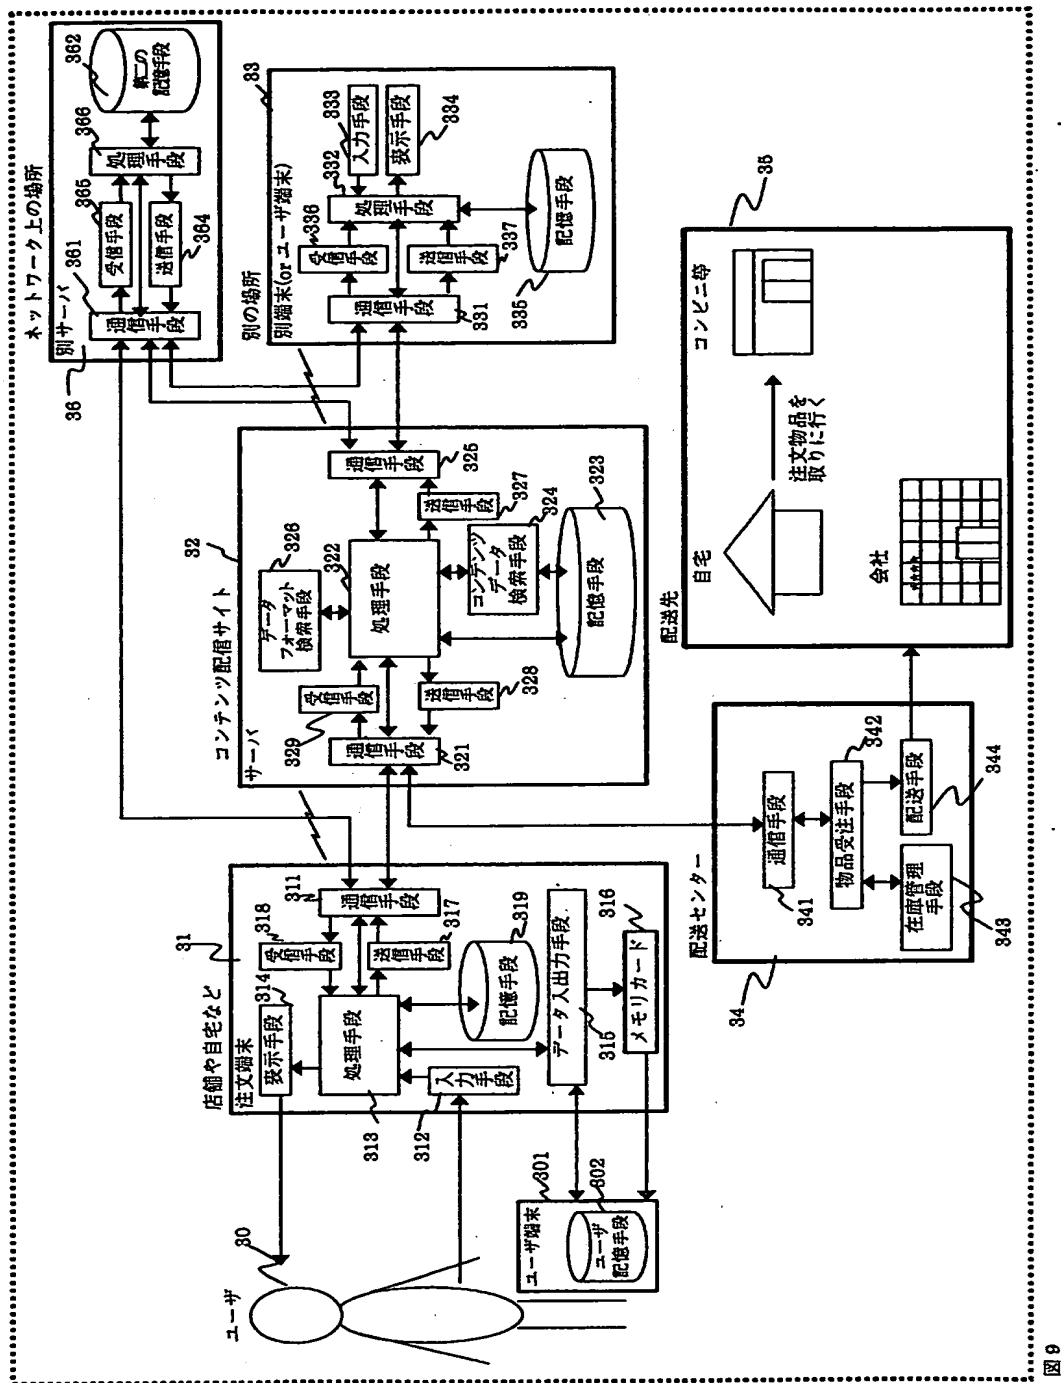 ユーザ
30
ユーザ端末
301
ユーザ
記憶手段
302
店舗や自宅など
注文端末
31
表示手段
314
受信手段
318
通信手段
311
処理手段
313
送信手段
317
入力手段
312
記憶手段
319
データ入出力手段
315
メモリカード
316
コンテンツ配信サイト
サーバ
32
データ
フォーマット
検索手段
326
受信手段
329
通信手段
321
処理手段
322
送信手段
328
通信手段
325
送信手段
327
コンテンツ
データ
検索手段
324
記憶手段
323
ネットワーク上の場所
別サーバ
36
通信手段
361
受信手段
365
送信手段
364
処理手段
366
第二の
記憶手段
362
別の場所
別端末(or ユーザ端末)
33
受信手段
336
通信手段
331
送信手段
337
処理手段
332
入力手段
333
表示手段
334
記憶手段
335
配送センター
34
通信手段
341
物品受注手段
342
在庫管理
手段
343
配送手段
344
配送先
35
自宅
注文物品を
取りに行く
コンビニ等
会社
図9